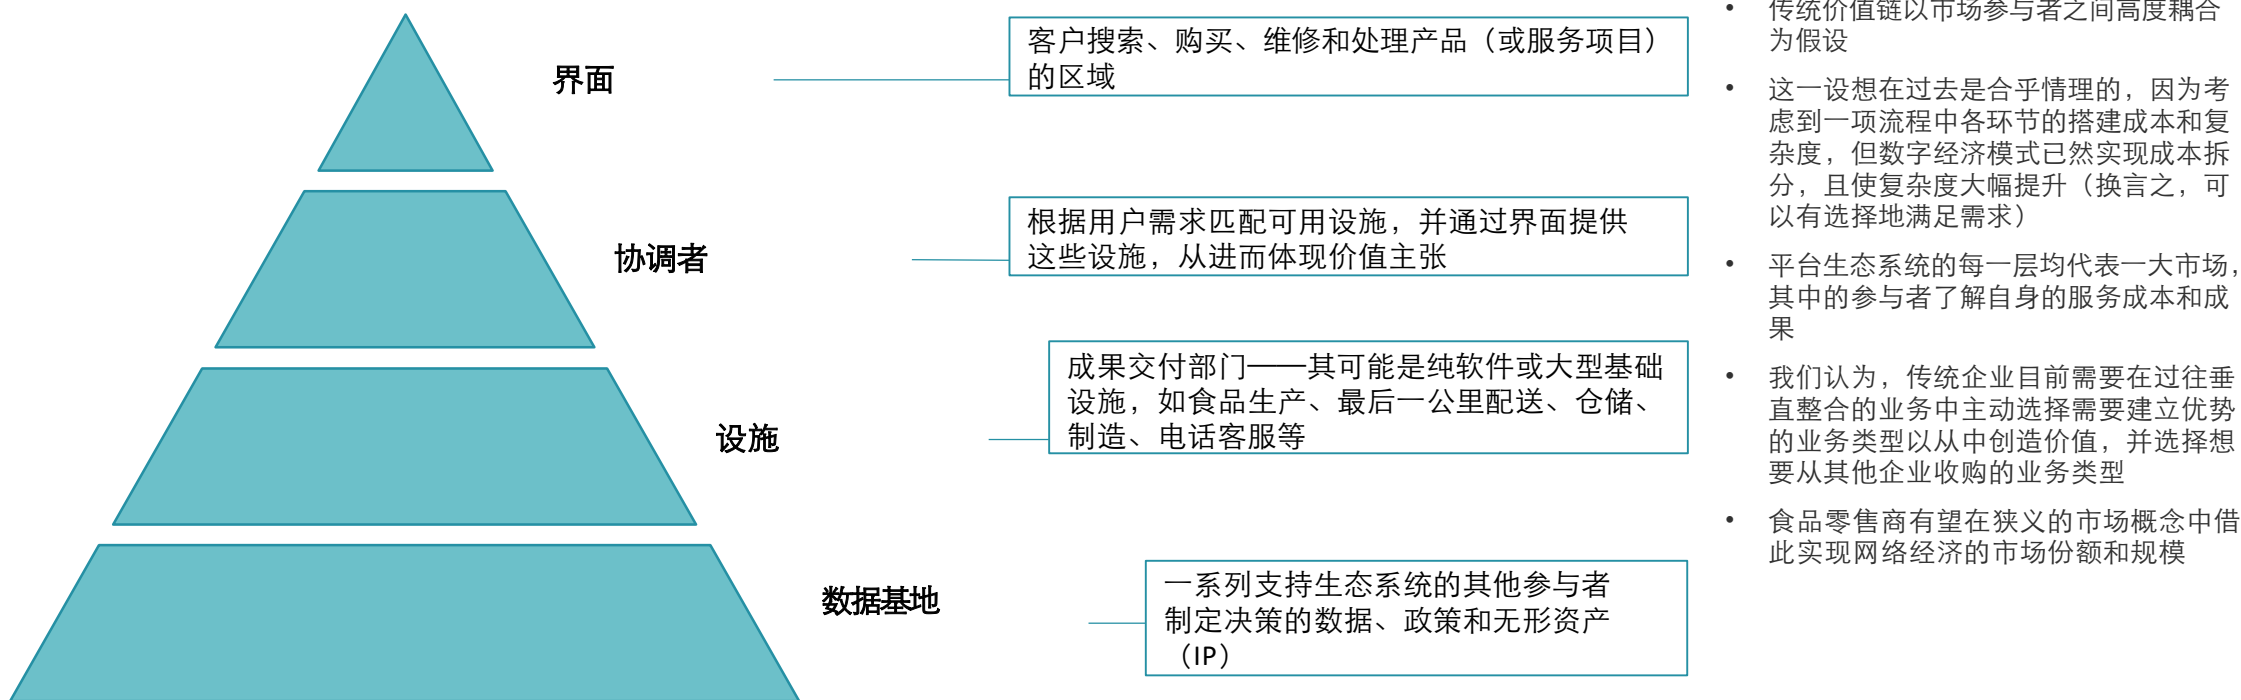 界面
客户搜索、购买、维修和处理产品（或服务项目）
的区域
协调者
根据用户需求匹配可用设施，并通过界面提供
这些设施，从进而体现价值主张
设施
成果交付部门——其可能是纯软件或大型基础
设施，如食品生产、最后一公里配送、仓储、
制造、电话客服等
数据基地
一系列支持生态系统的其他参与者
制定决策的数据、政策和无形资产
（IP）
• 传统价值链以市场参与者之间高度耦合
为假设
• 这一设想在过去是合乎情理的，因为考
虑到一项流程中各环节的搭建成本和复
杂度，但数字经济模式已然实现成本拆
分，且使复杂度大幅提升（换言之，可
以有选择地满足需求）
• 平台生态系统的每一层均代表一大市场，
其中的参与者了解自身的服务成本和成
果
• 我们认为，传统企业目前需要在过往垂
直整合的业务中主动选择需要建立优势
的业务类型以从中创造价值，并选择想
要从其他企业收购的业务类型
• 食品零售商有望在狭义的市场概念中借
此实现网络经济的市场份额和规模